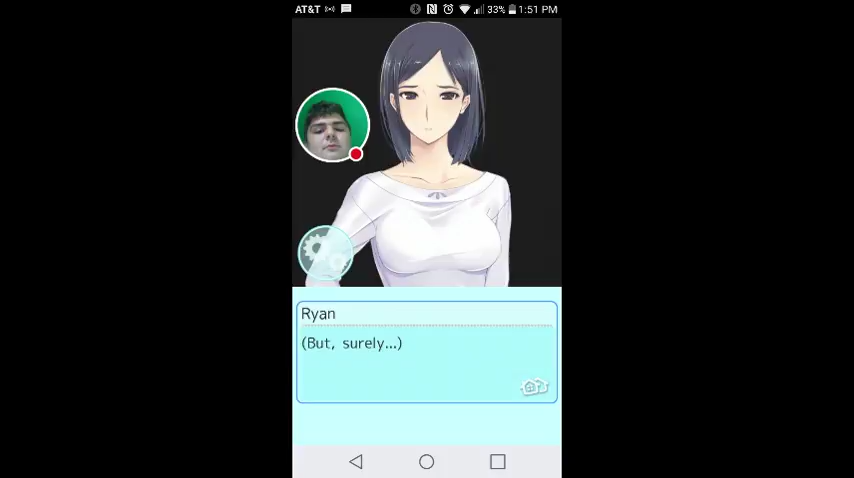 AT&T 33% 1:51 PM
Ryan
(But, surely...)